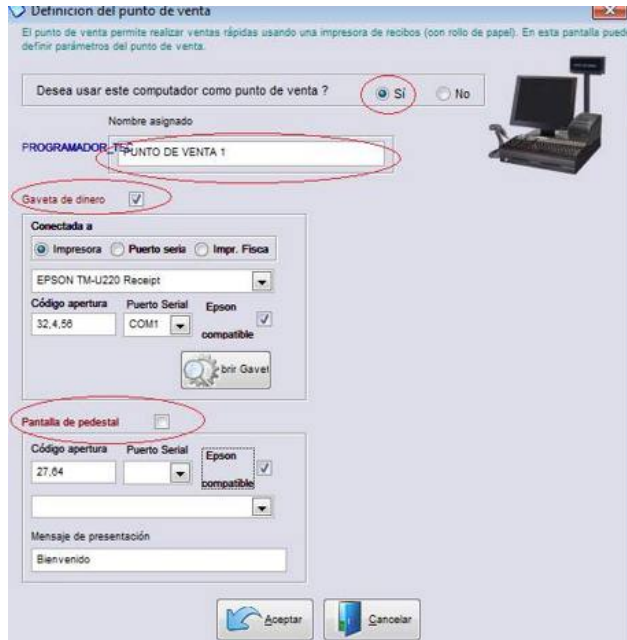 Definicion del punto de venta
El punto de venta permite realizar ventas rápidas usando una impresora de recibos (con rollo de papel). En esta pantalla pued
definir parámetros del punto de venta.
Desea usar este computador como punto de venta ? Sí No
Nombre asignado
PROGRAMADOR_TEC PUNTO DE VENTA 1
Gaveta de dinero
Conectada a
Impresora Puerto seria Impr. Fisca
EPSON TM-U220 Receipt
Código apertura Puerto Serial Epson
32,4,56 COM1
compatible
brir Gavet
Pantalla de pedestal
Código apertura Puerto Serial Epson
27,64
compatible
Mensaje de presentación
Bienvenido
Aceptar Cancelar